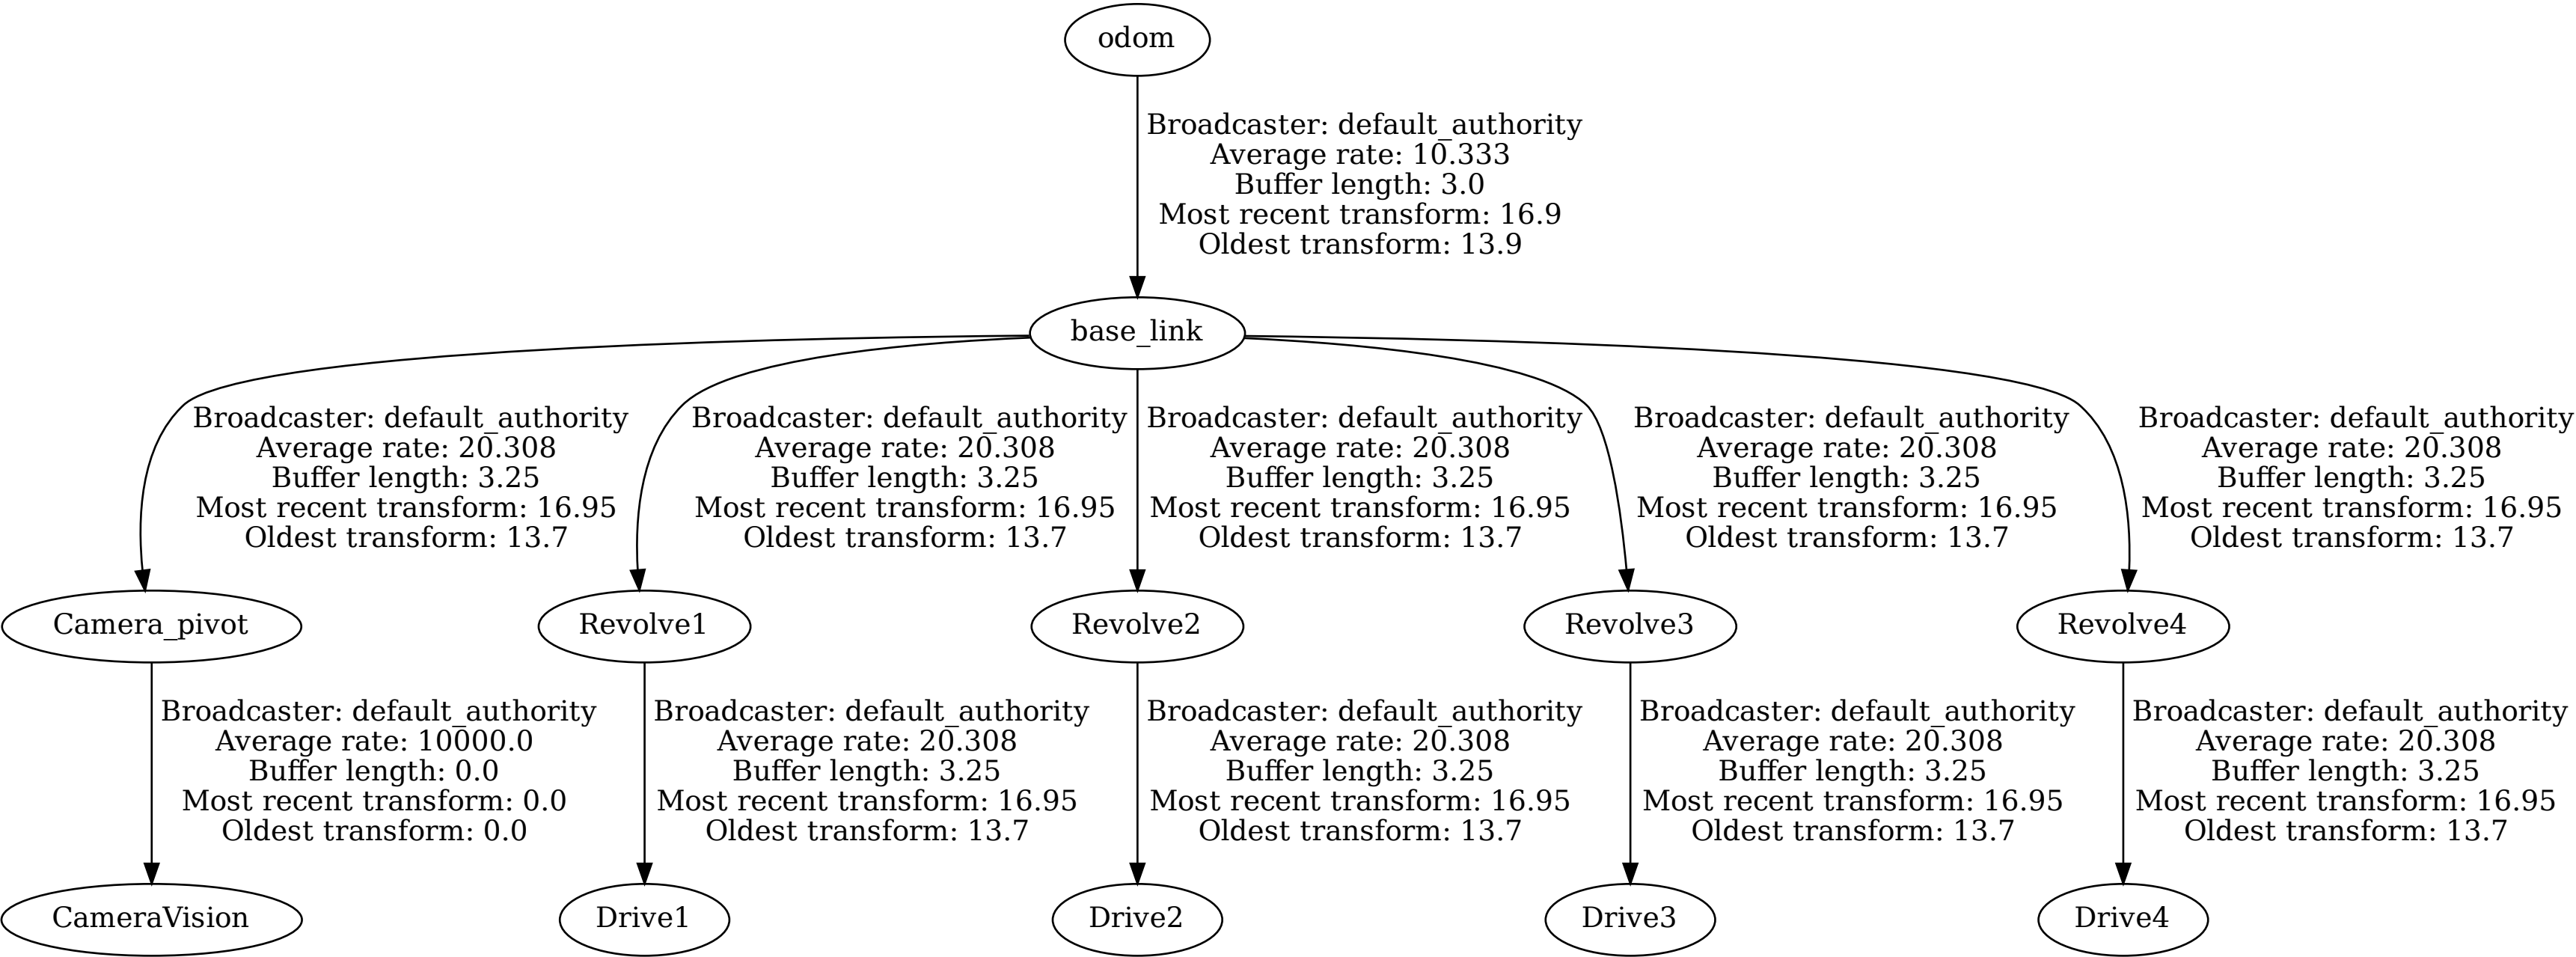 odom
Broadcaster: default_authority
Average rate: 10.333
Buffer length: 3.0
Most recent transform: 16.9
Oldest transform: 13.9
base_link
Broadcaster: default_authority
Average rate: 20.308
Buffer length: 3.25
Most recent transform: 16.95
Oldest transform: 13.7
Broadcaster: default_authority
Average rate: 20.308
Buffer length: 3.25
Most recent transform: 16.95
Oldest transform: 13.7
Broadcaster: default_authority
Average rate: 20.308
Buffer length: 3.25
Most recent transform: 16.95
Oldest transform: 13.7
Broadcaster: default_authority
Average rate: 20.308
Buffer length: 3.25
Most recent transform: 16.95
Oldest transform: 13.7
Broadcaster: default_authority
Average rate: 20.308
Buffer length: 3.25
Most recent transform: 16.95
Oldest transform: 13.7
Camera_pivot
Revolve1
Revolve2
Revolve3
Revolve4
Broadcaster: default_authority
Average rate: 10000.0
Buffer length: 0.0
Most recent transform: 0.0
Oldest transform: 0.0
Broadcaster: default_authority
Average rate: 20.308
Buffer length: 3.25
Most recent transform: 16.95
Oldest transform: 13.7
Broadcaster: default_authority
Average rate: 20.308
Buffer length: 3.25
Most recent transform: 16.95
Oldest transform: 13.7
Broadcaster: default_authority
Average rate: 20.308
Buffer length: 3.25
Most recent transform: 16.95
Oldest transform: 13.7
Broadcaster: default_authority
Average rate: 20.308
Buffer length: 3.25
Most recent transform: 16.95
Oldest transform: 13.7
CameraVision
Drive1
Drive2
Drive3
Drive4